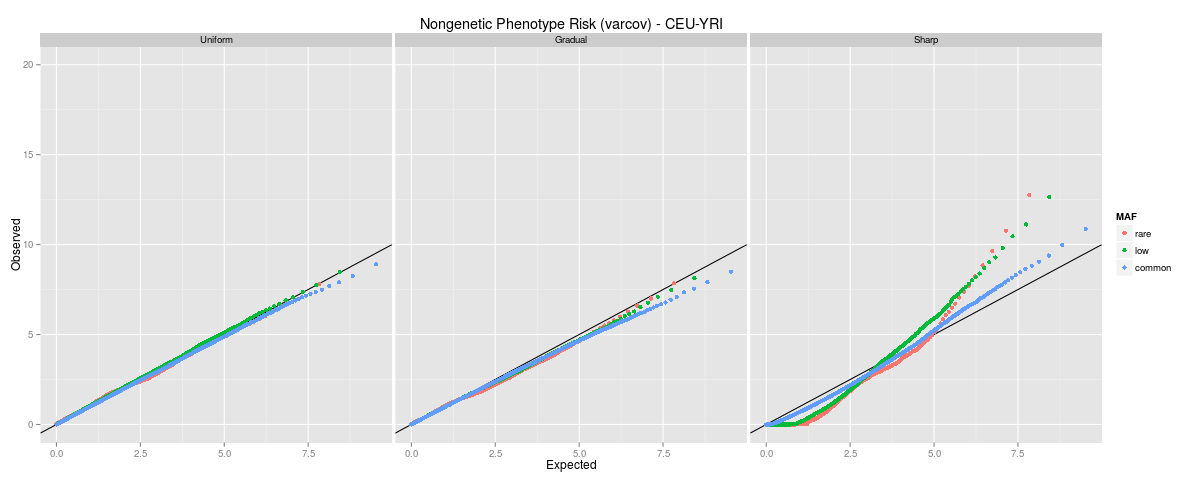 Nongenetic Phenotype Risk (varcov) - CEU-YRI
Uniform
Gradual
Sharp
20
15
10
5
0
Observed
0.0 2.5 5.0 7.5
0.0 2.5 5.0 7.5
0.0 2.5 5.0 7.5
Expected
MAF
rare
low
common